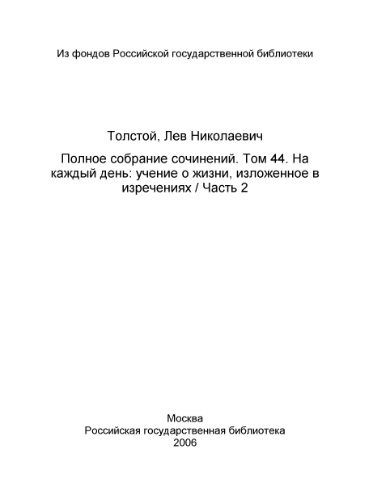 Из фондов Российской государственной библиотеки
Толстой, Лев Николаевич
Полное собрание сочинений. Том 44. На
каждый день: учение о жизни, изложенное в
изречениях / Часть 2
Москва
Российская государственная библиотека
2006